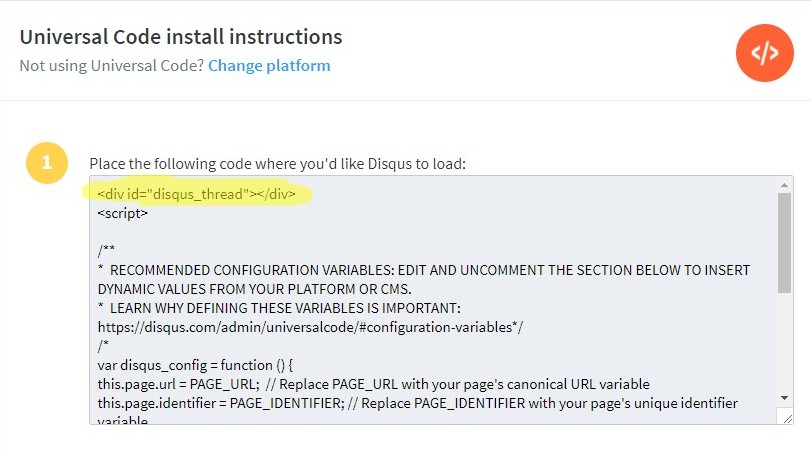 Universal Code install instructions
Not using Universal Code? Change platform
</>
1
Place the following code where you'd like Disqus to load:
<div id="disqus_thread"></div>
<script>
/**
*  RECOMMENDED CONFIGURATION VARIABLES: EDIT AND UNCOMMENT THE SECTION BELOW TO INSERT
DYNAMIC VALUES FROM YOUR PLATFORM OR CMS.
*  LEARN WHY DEFINING THESE VARIABLES IS IMPORTANT:
https://disqus.com/admin/universalcode/#configuration-variables*/
/*
var disqus_config = function () {
this.page.url = PAGE_URL;  // Replace PAGE_URL with your page's canonical URL variable
this.page.identifier = PAGE_IDENTIFIER; // Replace PAGE_IDENTIFIER with your page's unique identifier
variable